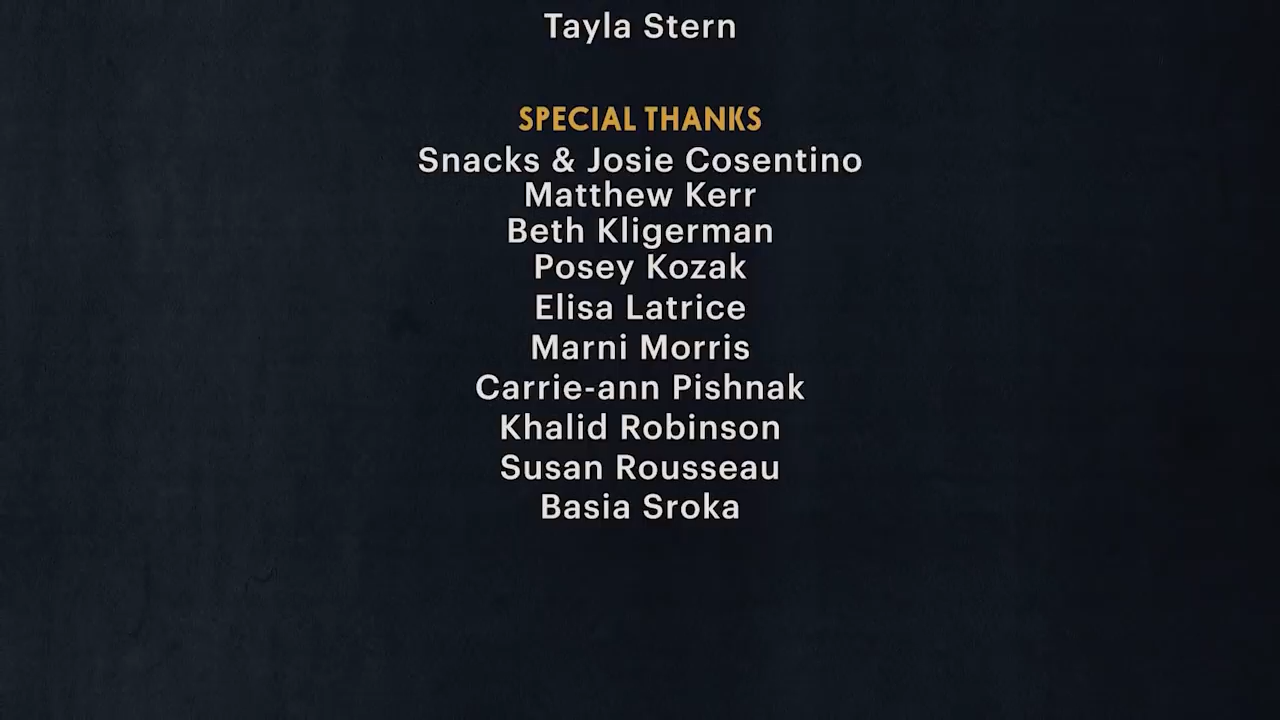 Tayla Stern
SPECIAL THANKS
Snacks & Josie Cosentino
Matthew Kerr
Beth Kligerman
Posey Kozak
Elisa Latrice
Marni Morris
Carrie-ann Pishnak
Khalid Robinson
Susan Rousseau
Basia Sroka